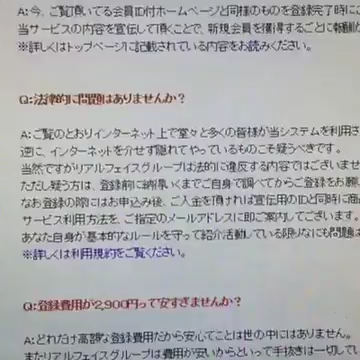 A:今、ご覧頂いてる会員ID付ホームページと同様のものを登録完了時にこ
当サービスの内容を宣伝して頂くことで、新規会員を獲得するごとに報酬が
※詳しくはトップページに記載されている内容をお読みください。
Q:法律的に問題はありませんか?
A:ご覧のとおりインターネット上で堂々と多くの皆様が当システムを利用さ
逆に、インターネットを介せず隠れてやっているものこそ疑うべきです。
当然ですがリアルフェイスグループは法的に違反する内容ではございませ
ただし疑う方は、登録前に納得いくまでご自身で調べてからご登録をお願
なお登録の際にはお申込み後、ご入金を頂ければ宣伝用のIDと同時に商
サービス利用方法を、ご指定のメールアドレスに即ご案内してございます。
あなた自身が基本的なルールを守って紹介活動している限りなにも問題は
※詳しくは利用規約をご覧ください。
Q:登録費用が2,900円って安すぎませんか?
A:どれだけ高額な登録費用だから安心てことは世の中にはありません。
またリアルフェイスグループは費用が安いからといって手抜きは一切してい